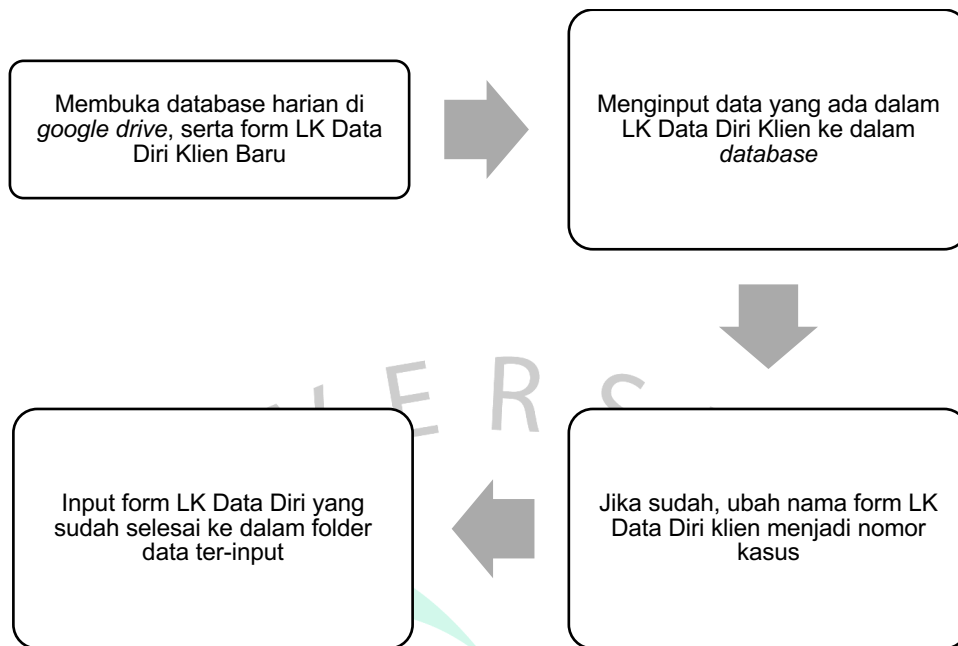 Membuka database harian di
google drive, serta form LK Data
Diri Klien Baru
Menginput data yang ada dalam
LK Data Diri Klien ke dalam
database
Jika sudah, ubah nama form LK
Data Diri klien menjadi nomor
kasus
Input form LK Data Diri yang
sudah selesai ke dalam folder
data ter-input